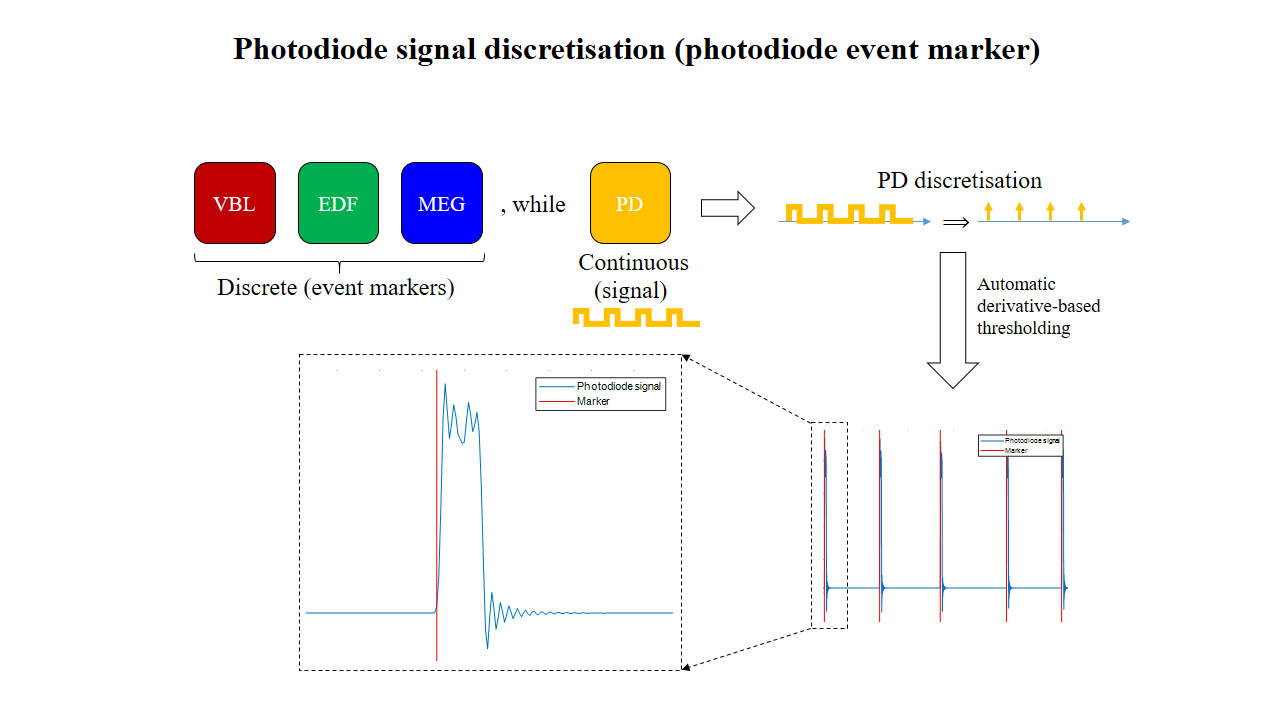 Photodiode signal discretisation (photodiode event marker)
VBL
EDF
MEG
, while
PD
PD discretisation
⇒
Discrete (event markers)
Continuous
(signal)
Automatic
derivative-based
thresholding
Photodiode signal
Marker
Photodiode signal
Marker